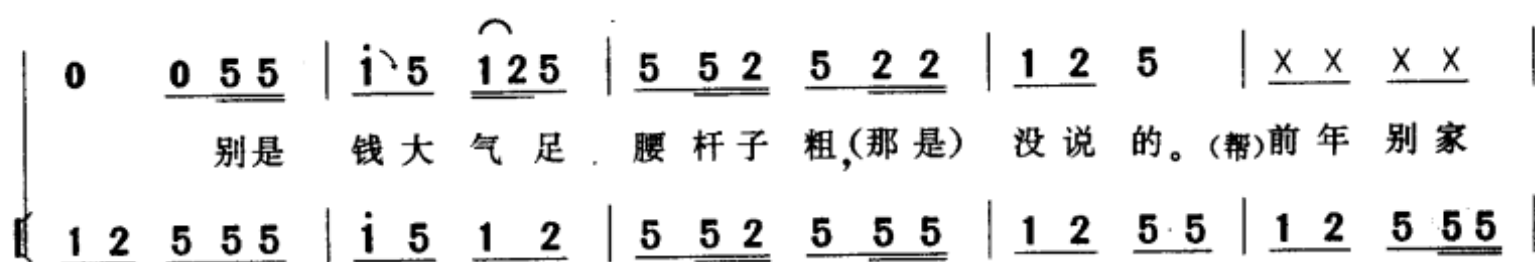 0 0 5 5 | i 5 1 2 5 | 5 5 2 5 2 2 | 1 2 5 | X X X X |
别是 钱大 气足 腰杆子 粗,(那是) 没说 的。(帮)前年 别家
1 2 5 5 5 | i 5 1 2 | 5 5 2 5 5 5 | 1 2 5 5 | 1 2 5 5 5 |